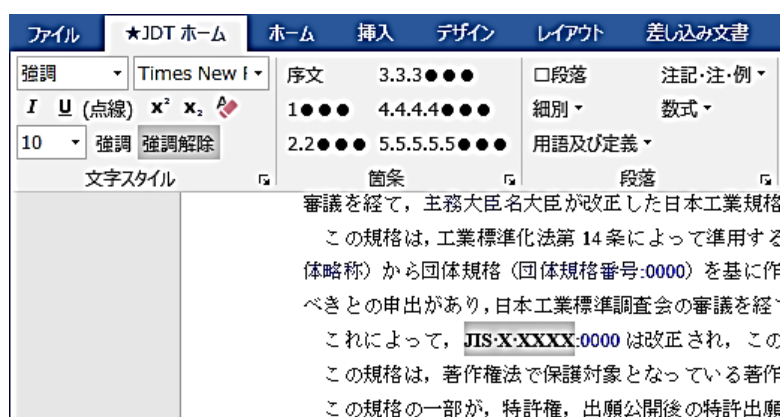 ファイル ★JDT ホーム ホーム 挿入 デザイン レイアウト 差し込み文書
強調 Times New 序文 3.3.3●●● 口段落 注記・注・例
I U (点線) x² x₂ 1●●● 4.4.4.4●●● 細別 数式
10 強調 強調解除 2.2●●● 5.5.5.5.5●●● 用語及び定義
文字スタイル 箇条 段落
審議を経て，主務大臣名大臣が改正した日本工業規格
この規格は，工業標準化法第 14 条によって準用する
体略称）から団体規格（団体規格番号:0000）を基に作
べきとの申出があり，日本工業標準調査会の審議を経
これによって，JIS·X·XXXX:0000 は改正され，この
この規格は，著作権法で保護対象となっている著作
この規格の一部が，特許権，出願公開後の特許出願